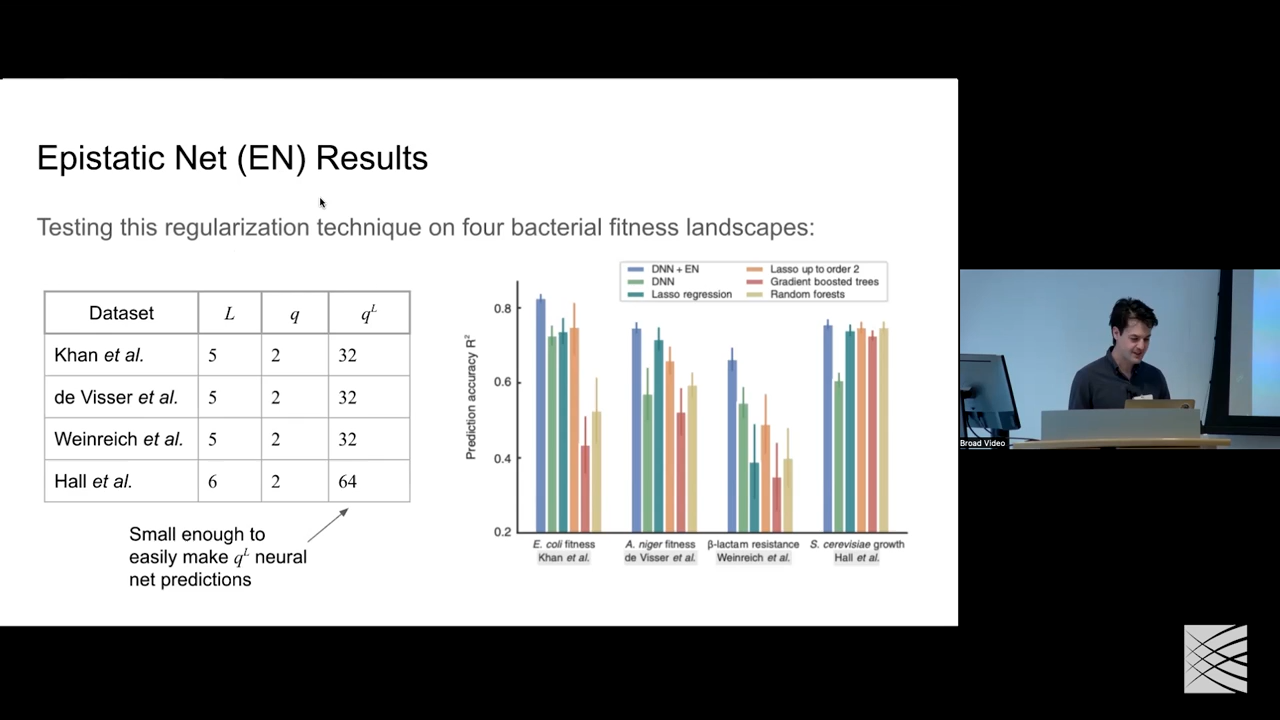 Epistatic Net (EN) Results
Testing this regularization technique on four bacterial fitness landscapes:
Dataset L q q^L
Khan et al. 5 2 32
de Visser et al. 5 2 32
Weinreich et al. 5 2 32
Hall et al. 6 2 64
Small enough to
easily make q^L neural
net predictions
DNN + EN
DNN
Lasso regression
Lasso up to order 2
Gradient boosted trees
Random forests
Prediction accuracy R²
0.8
0.6
0.4
0.2
E. coli fitness
Khan et al.
A. niger fitness
de Visser et al.
β-lactam resistance
Weinreich et al.
S. cerevisiae growth
Hall et al.
Broad Video